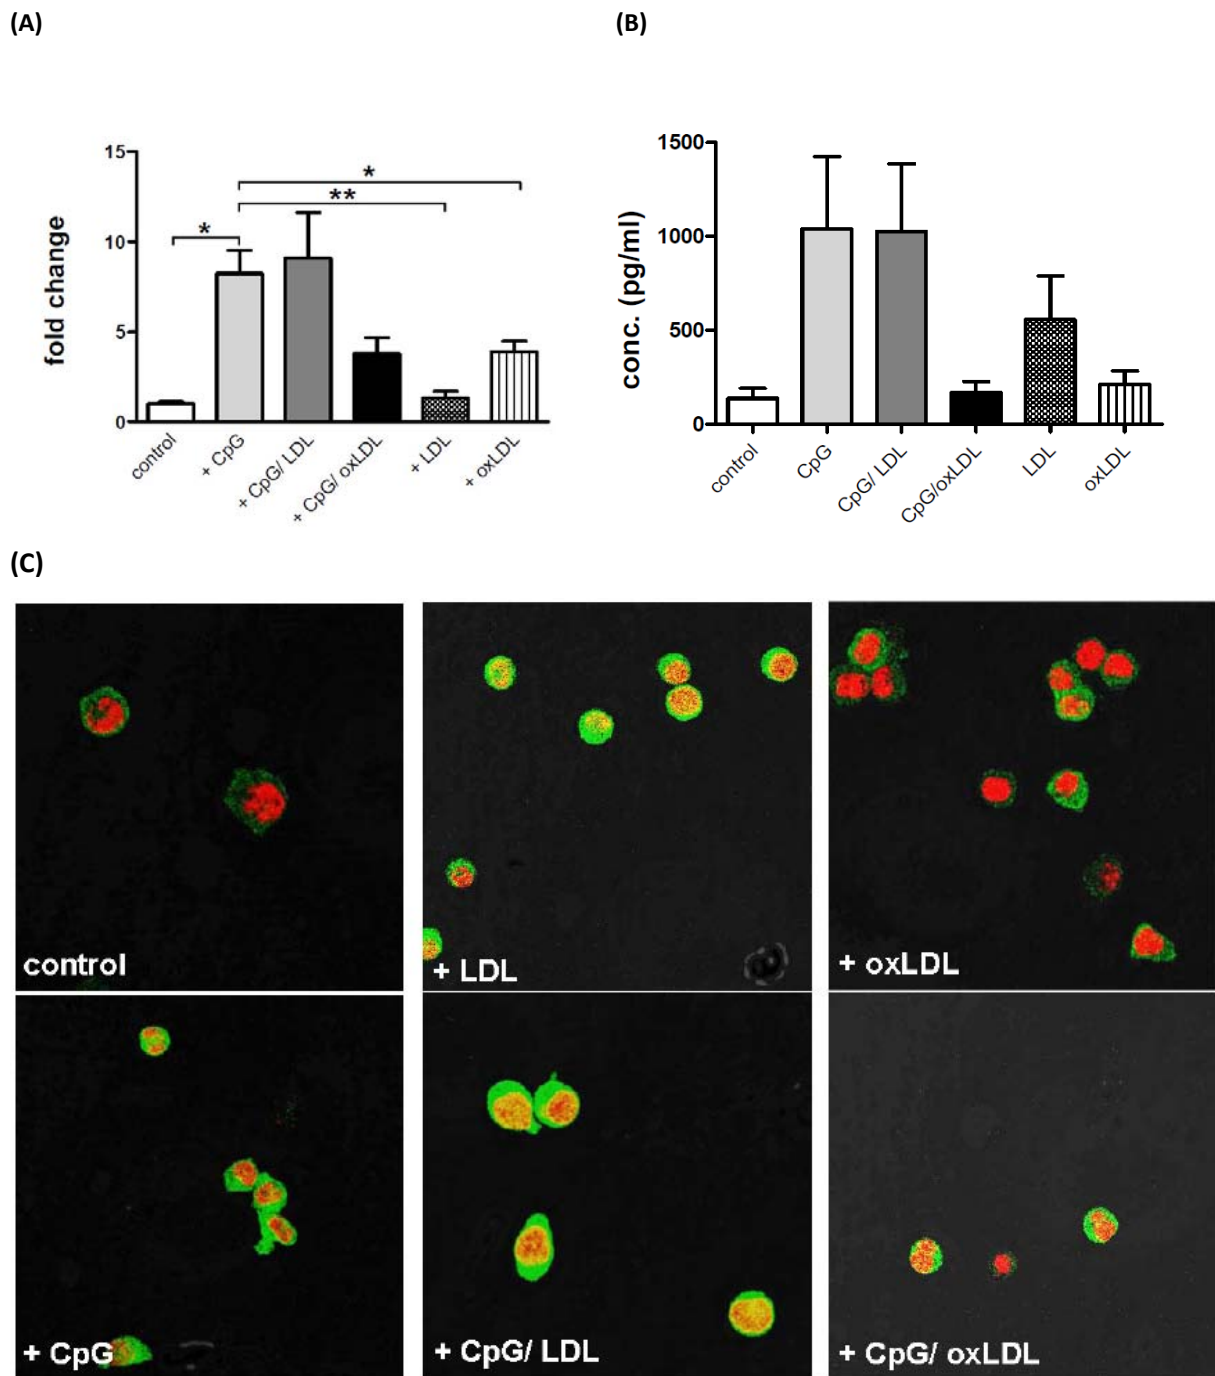 (A)
(B)
15
10
5
0
fold change
*
**
*
control
+ CpG
+ CpG/ LDL
+ CpG/ oxLDL
+ LDL
+ oxLDL
1500
1000
500
0
conc. (pg/ml)
control
CpG
CpG/ LDL
CpG/oxLDL
LDL
oxLDL
(C)
control
+ LDL
+ oxLDL
+ CpG
+ CpG/ LDL
+ CpG/ oxLDL